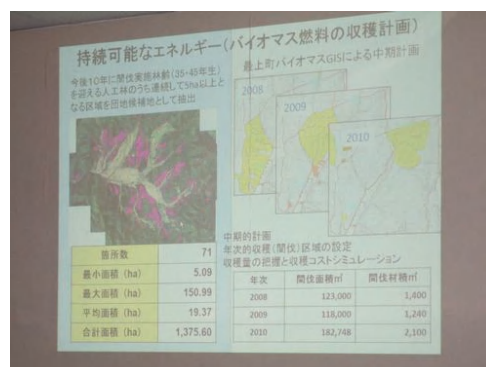 持続可能なエネルギー(バイオマス燃料の収穫計画)
今後10年に間伐実施林齢(35-45年生)
を迎える人工林のうち連続して5ha以上と
なる区域を団地候補地として抽出
最上町バイオマスGISによる中期計画
2008
2009
2010
箇所数 71
最小面積(ha) 5.09
最大面積(ha) 150.99
平均面積(ha) 19.37
合計面積(ha) 1,375.60
中期的計画
年次的収穫(間伐)区域の設定
収穫量の把握と収穫コストシミュレーション
年次 間伐面積㎡ 間伐材積㎡
2008 123,000 1,400
2009 118,000 1,240
2010 182,748 2,100